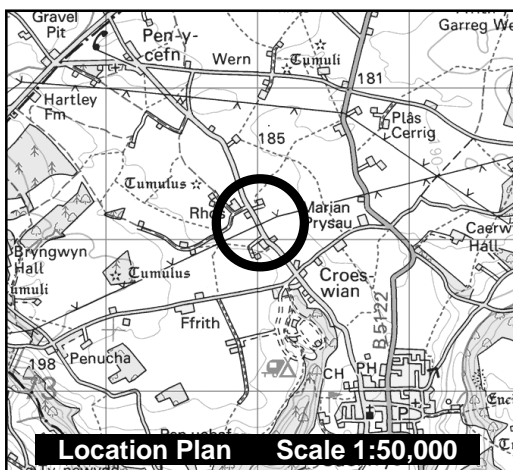 Gravel
Pit
Pen-y-
cefn
Wern
Tumuli
Garreg We
181
Hartley
Fm
Plâs
Cerrig
185
Tumulus
Rhos
Marian
Prysau
Caerw
Hall
Bryngwyn
Hall
umuli
Tumulus
Croes-
wian
B 5122
Ffrith
198
Penucha
73
CH
PH
P
Location Plan Scale 1:50,000